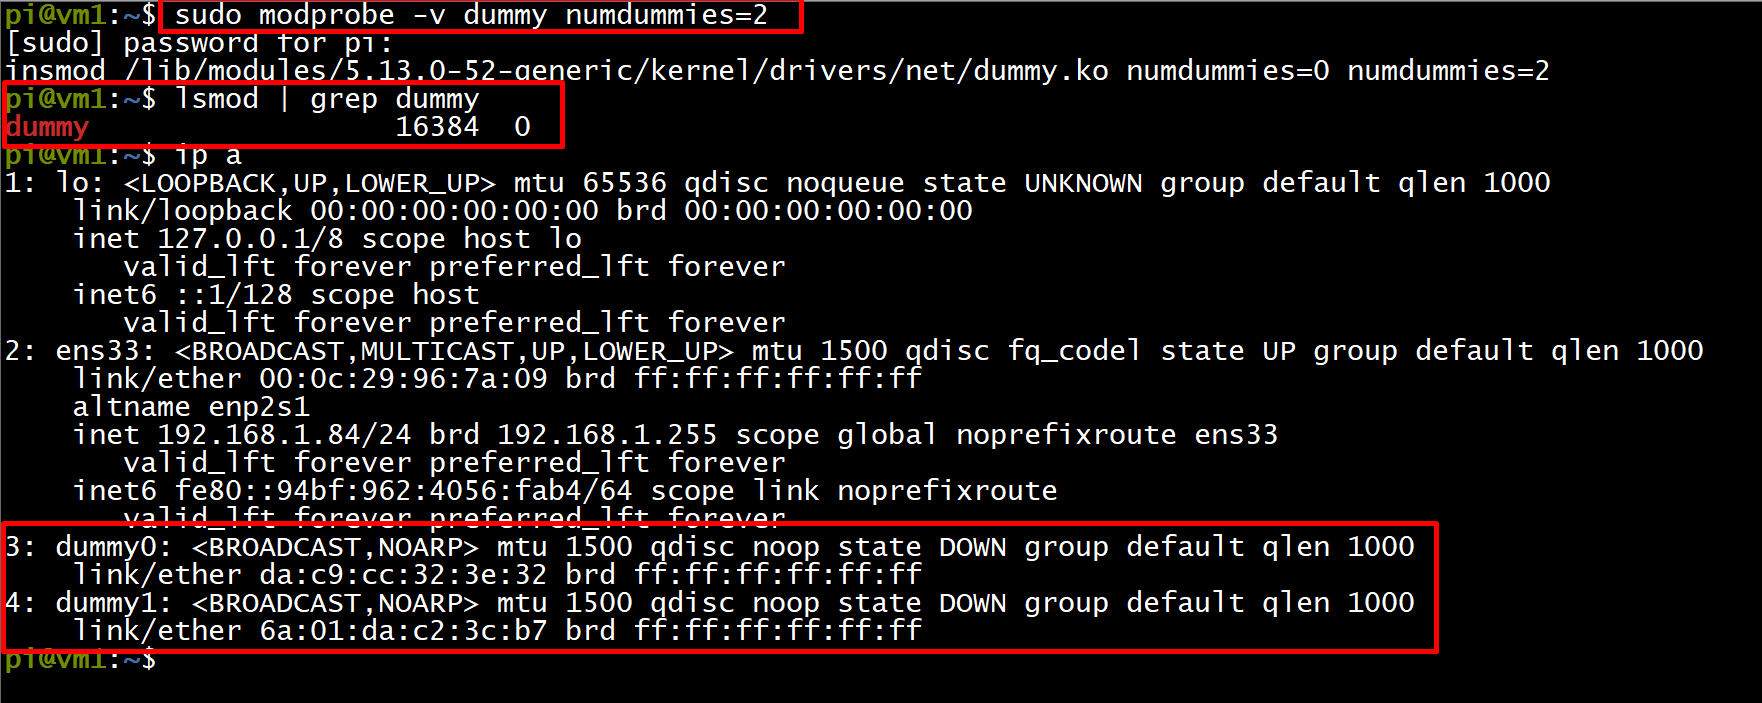 pi@vm1:~$ sudo modprobe -v dummy numdummies=2
[sudo] password for pi:
insmod /lib/modules/5.13.0-52-generic/kernel/drivers/net/dummy.ko numdummies=0 numdummies=2
pi@vm1:~$ lsmod | grep dummy
dummy                  16384  0
pi@vm1:~$ ip a
1: lo: <LOOPBACK,UP,LOWER_UP> mtu 65536 qdisc noqueue state UNKNOWN group default qlen 1000
    link/loopback 00:00:00:00:00:00 brd 00:00:00:00:00:00
    inet 127.0.0.1/8 scope host lo
       valid_lft forever preferred_lft forever
    inet6 ::1/128 scope host
       valid_lft forever preferred_lft forever
2: ens33: <BROADCAST,MULTICAST,UP,LOWER_UP> mtu 1500 qdisc fq_codel state UP group default qlen 1000
    link/ether 00:0c:29:96:7a:09 brd ff:ff:ff:ff:ff:ff
    altname enp2s1
    inet 192.168.1.84/24 brd 192.168.1.255 scope global noprefixroute ens33
       valid_lft forever preferred_lft forever
    inet6 fe80::94bf:962:4056:fab4/64 scope link noprefixroute
       valid_lft forever preferred_lft forever
3: dummy0: <BROADCAST,NOARP> mtu 1500 qdisc noop state DOWN group default qlen 1000
    link/ether da:c9:cc:32:3e:32 brd ff:ff:ff:ff:ff:ff
4: dummy1: <BROADCAST,NOARP> mtu 1500 qdisc noop state DOWN group default qlen 1000
    link/ether 6a:01:da:c2:3c:b7 brd ff:ff:ff:ff:ff:ff
pi@vm1:~$